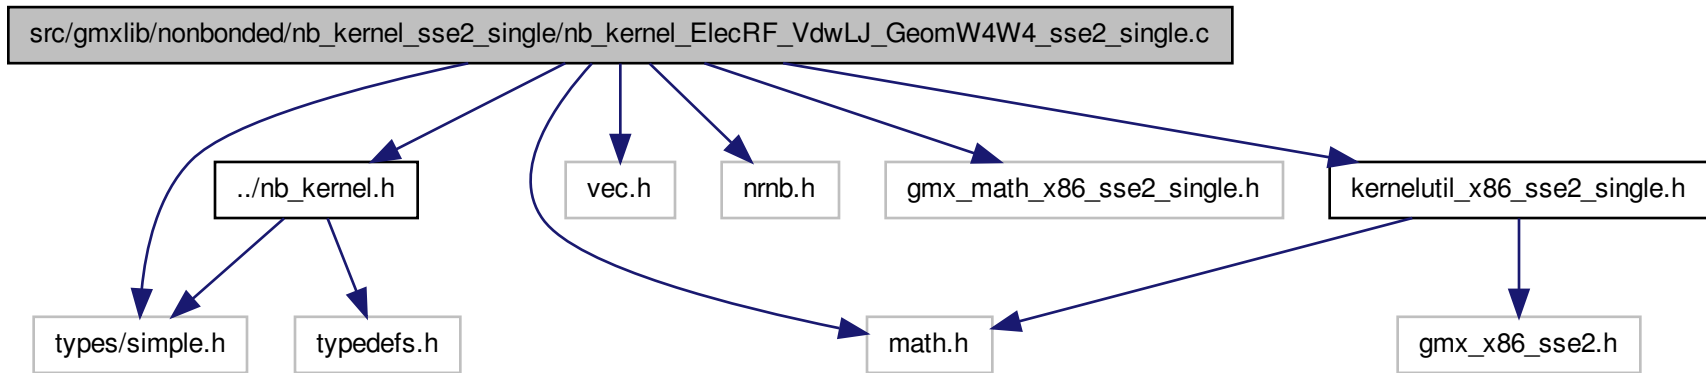 src/gmxlib/nonbonded/nb_kernel_sse2_single/nb_kernel_ElecRF_VdwLJ_GeomW4W4_sse2_single.c
../nb_kernel.h
vec.h
nrnb.h
gmx_math_x86_sse2_single.h
kernelutil_x86_sse2_single.h
types/simple.h
typedefs.h
math.h
gmx_x86_sse2.h